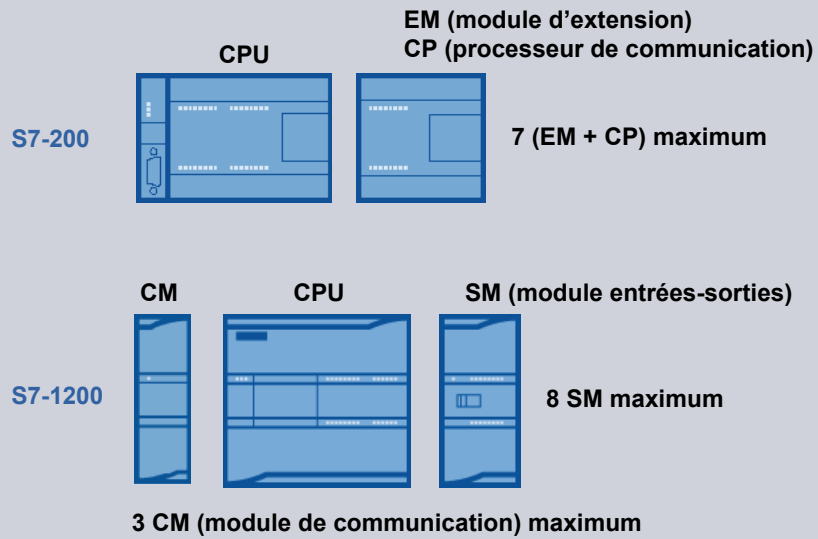 EM (module d’extension)
CPU
CP (processeur de communication)
S7-200
7 (EM + CP) maximum
CM
CPU
SM (module entrées-sorties)
S7-1200
8 SM maximum
3 CM (module de communication) maximum